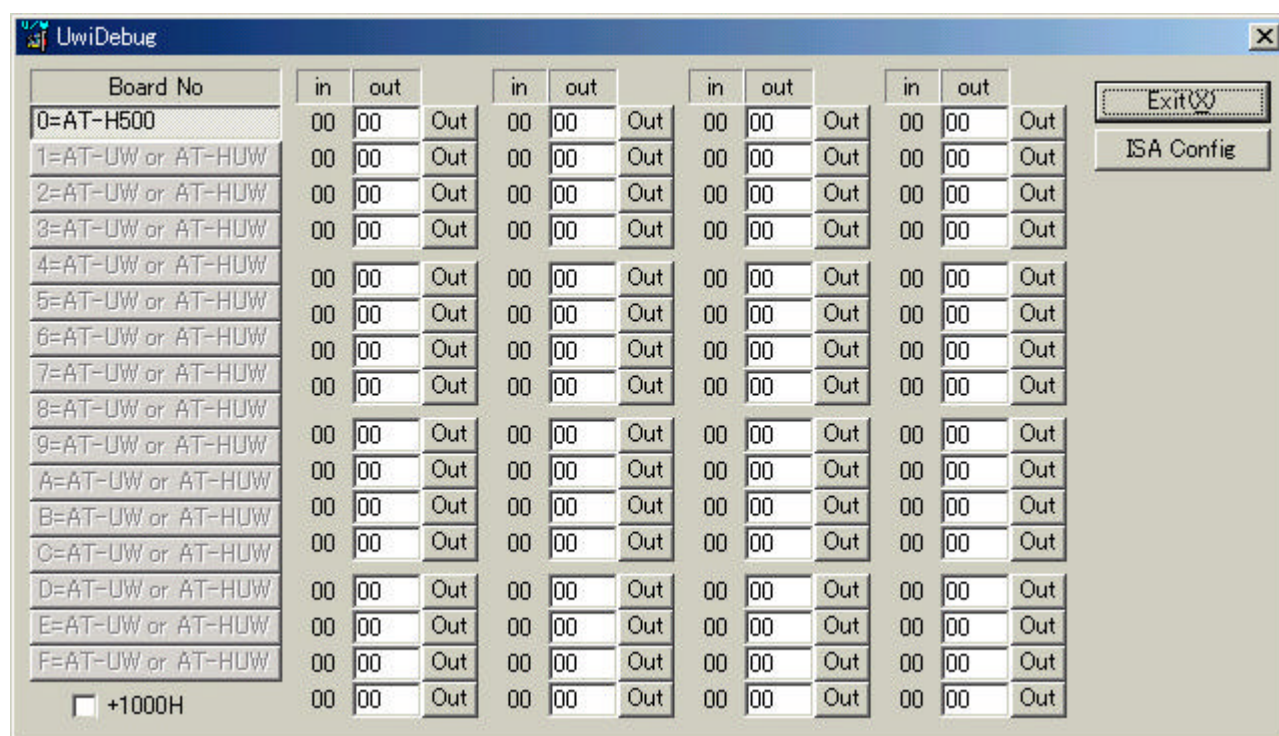 UwiDebug
Board No in out in out in out in out Exit(X)
0=AT-H500 00 00 Out 00 00 Out 00 00 Out 00 00 Out
1=AT-UW or AT-HUW 00 00 Out 00 00 Out 00 00 Out 00 00 Out ISA Config
2=AT-UW or AT-HUW 00 00 Out 00 00 Out 00 00 Out 00 00 Out
3=AT-UW or AT-HUW 00 00 Out 00 00 Out 00 00 Out 00 00 Out
4=AT-UW or AT-HUW 00 00 Out 00 00 Out 00 00 Out 00 00 Out
5=AT-UW or AT-HUW 00 00 Out 00 00 Out 00 00 Out 00 00 Out
6=AT-UW or AT-HUW 00 00 Out 00 00 Out 00 00 Out 00 00 Out
7=AT-UW or AT-HUW 00 00 Out 00 00 Out 00 00 Out 00 00 Out
8=AT-UW or AT-HUW
9=AT-UW or AT-HUW 00 00 Out 00 00 Out 00 00 Out 00 00 Out
A=AT-UW or AT-HUW 00 00 Out 00 00 Out 00 00 Out 00 00 Out
B=AT-UW or AT-HUW 00 00 Out 00 00 Out 00 00 Out 00 00 Out
C=AT-UW or AT-HUW 00 00 Out 00 00 Out 00 00 Out 00 00 Out
D=AT-UW or AT-HUW 00 00 Out 00 00 Out 00 00 Out 00 00 Out
E=AT-UW or AT-HUW 00 00 Out 00 00 Out 00 00 Out 00 00 Out
F=AT-UW or AT-HUW 00 00 Out 00 00 Out 00 00 Out 00 00 Out
+1000H 00 00 Out 00 00 Out 00 00 Out 00 00 Out